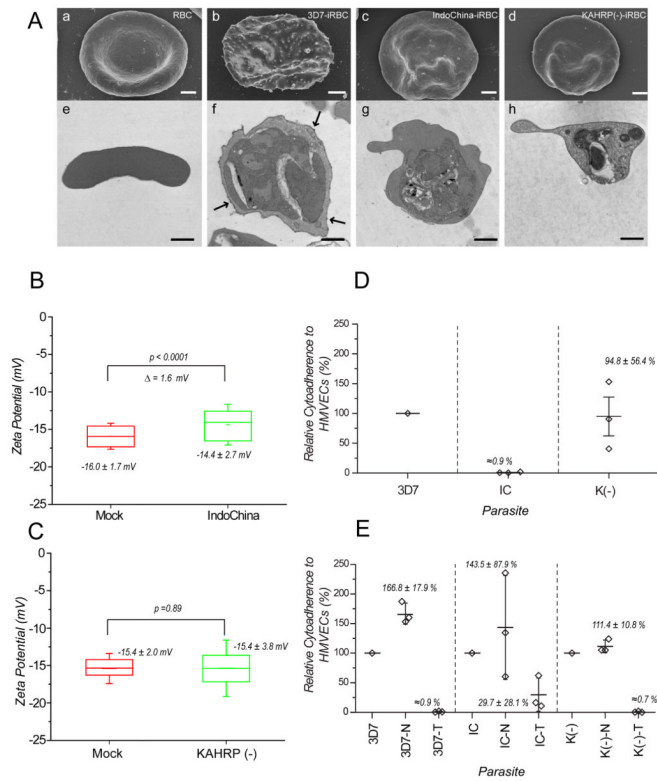 A
a
RBC
b
3D7-iRBC
c
IndoChina-iRBC
d
KAHRP(-)-iRBC
e
f
g
h
B
Zeta Potential (mV)
0
-5
-10
-15
-20
-25
p < 0.0001
Δ = 1.6 mV
-16.0 ± 1.7 mV
-14.4 ± 2.7 mV
Mock
IndoChina
C
Zeta Potential (mV)
0
-5
-10
-15
-20
-25
p =0.89
-15.4 ± 2.0 mV
-15.4 ± 3.8 mV
Mock
KAHRP (-)
D
Relative Cytoadherence to
HMVECs (%)
250
200
150
100
50
0
≈0.9 %
94.8 ± 56.4 %
3D7
IC
K(-)
Parasite
E
Relative Cytoadherence to
HMVECs (%)
250
200
150
100
50
0
166.8 ± 17.9 %
≈0.9 %
143.5 ± 87.9 %
29.7 ± 28.1 %
111.4 ± 10.8 %
≈0.7 %
3D7
3D7-N
3D7-T
IC
IC-N
IC-T
K(-)
K(-)-N
K(-)-T
Parasite